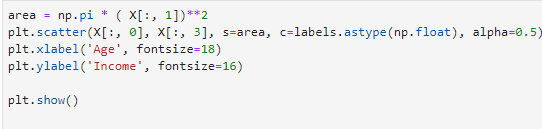 area = np.pi * ( X[:, 1])**2
plt.scatter(X[:, 0], X[:, 3], s=area, c=labels.astype(np.float), alpha=0.5)
plt.xlabel('Age', fontsize=18)
plt.ylabel('Income', fontsize=16)
plt.show()